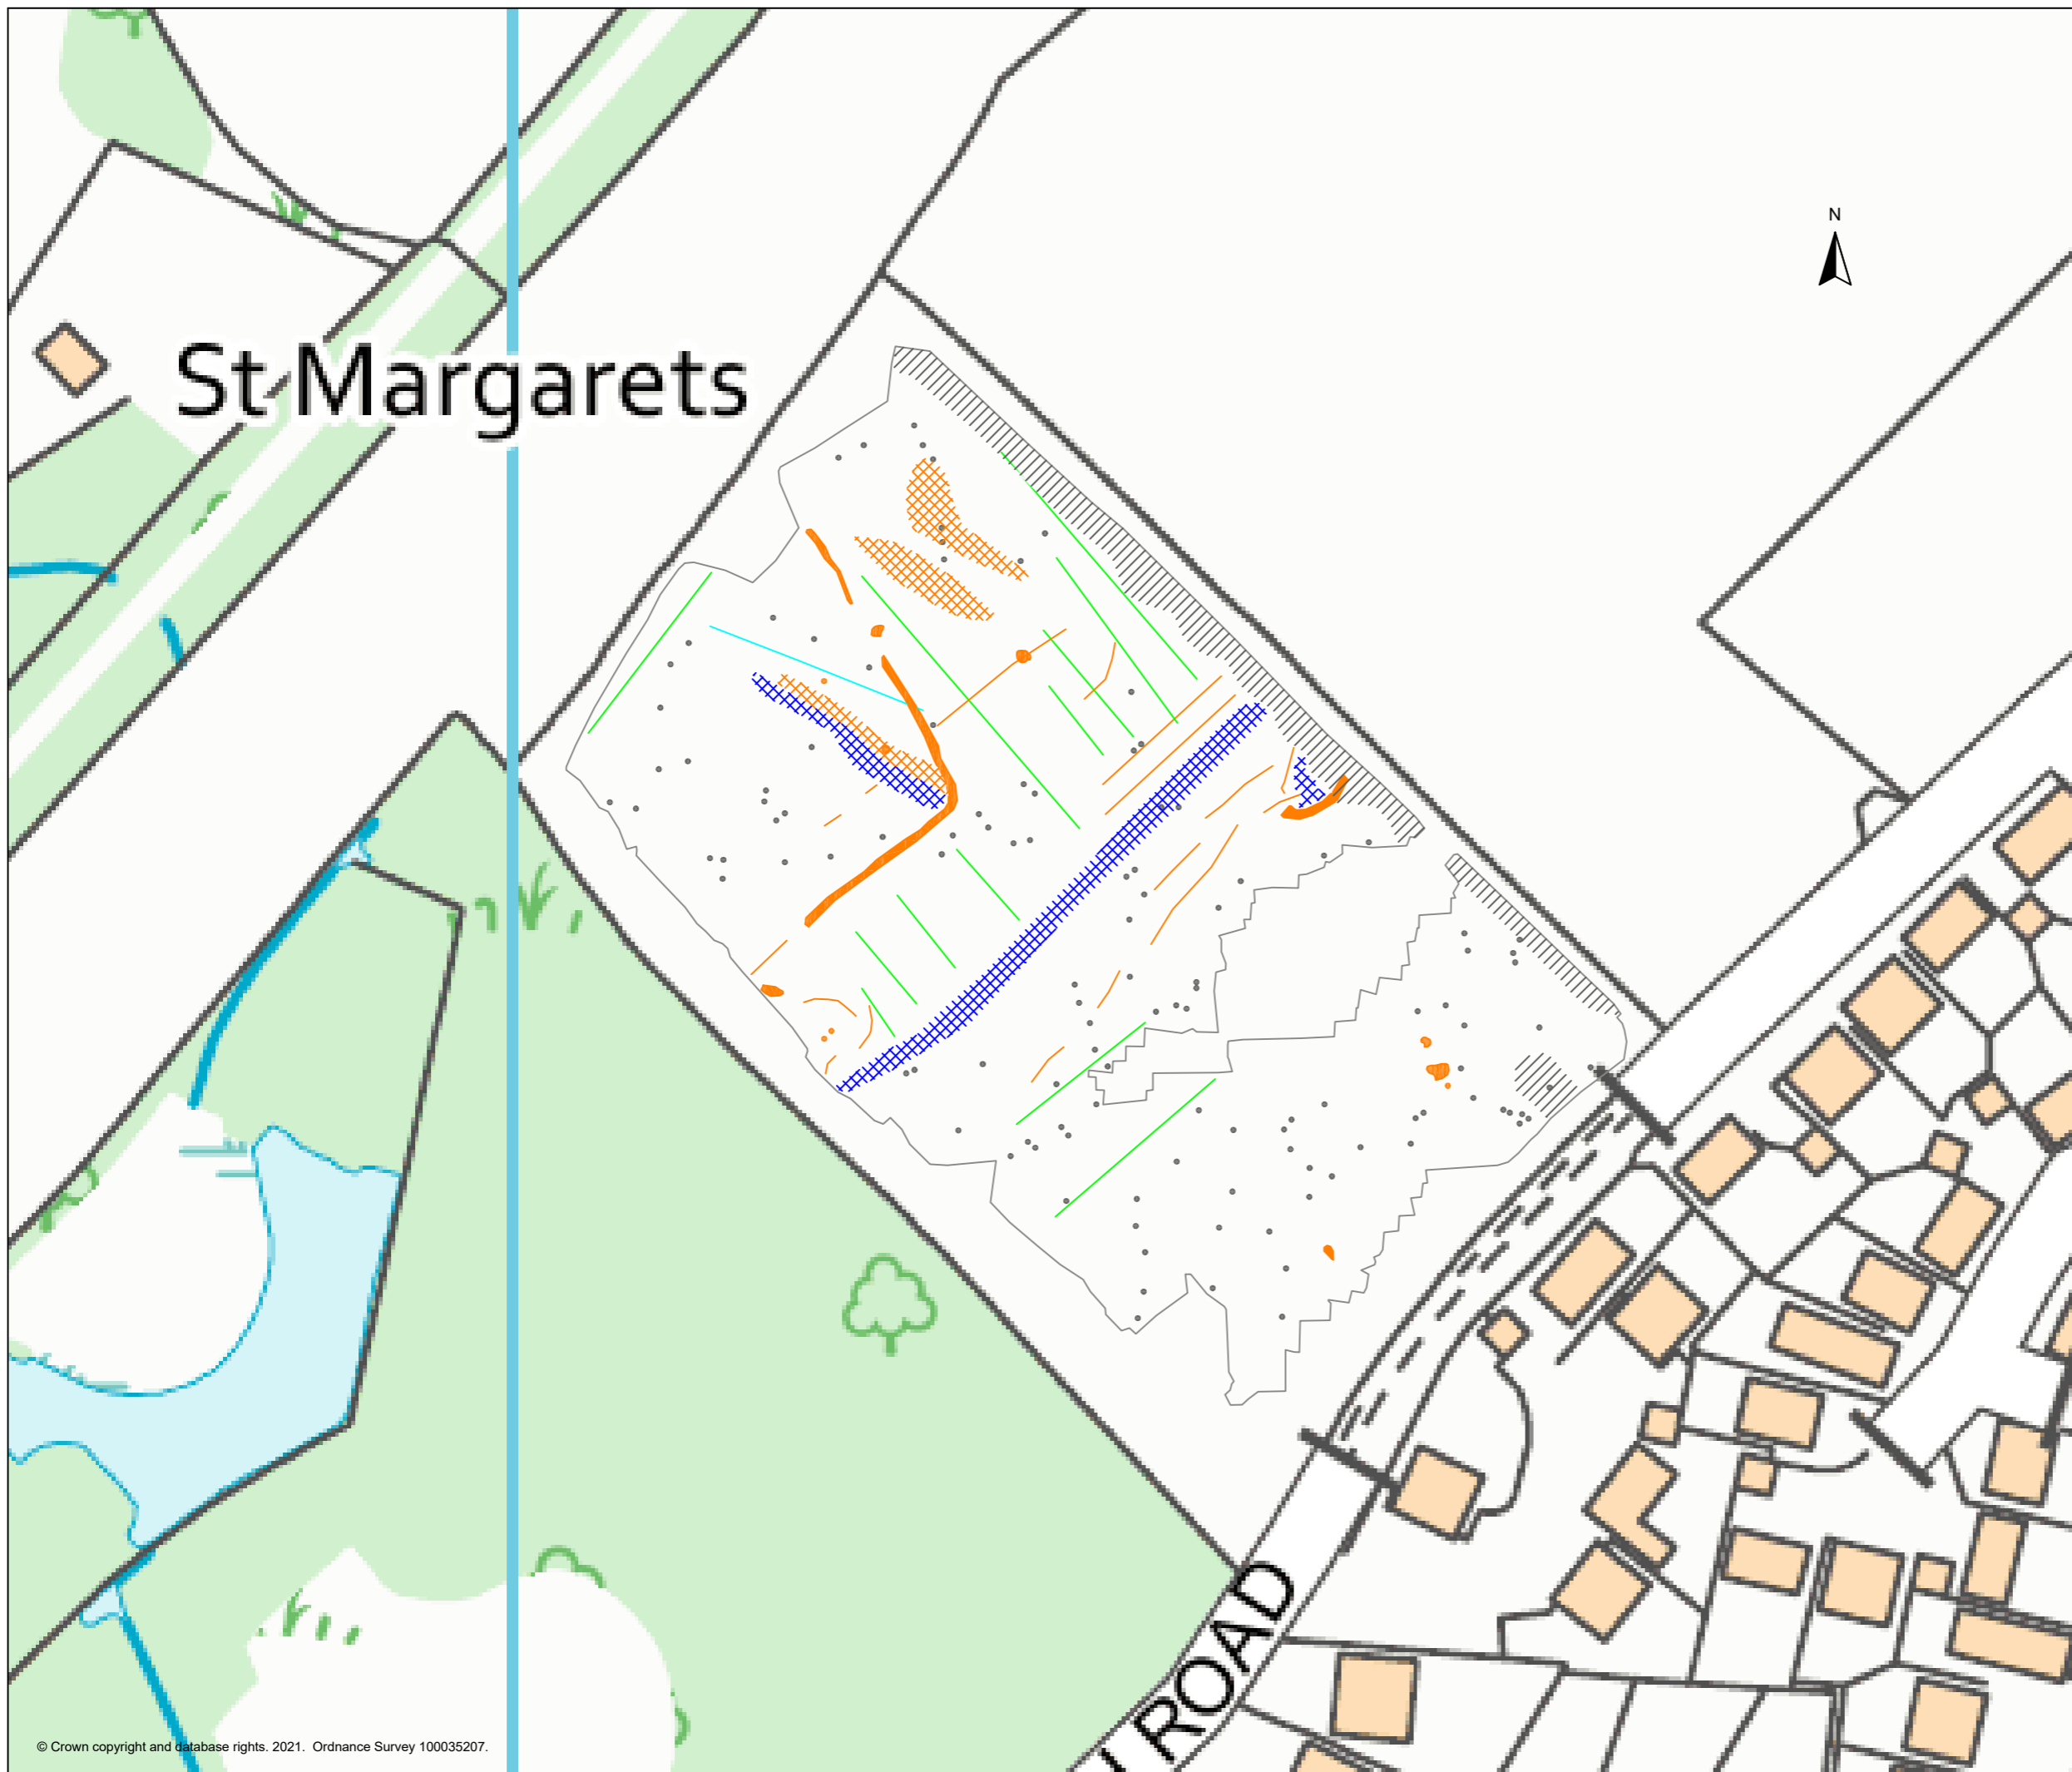 N
St Margarets
ROAD
© Crown copyright and database rights. 2021. Ordnance Survey 100035207.